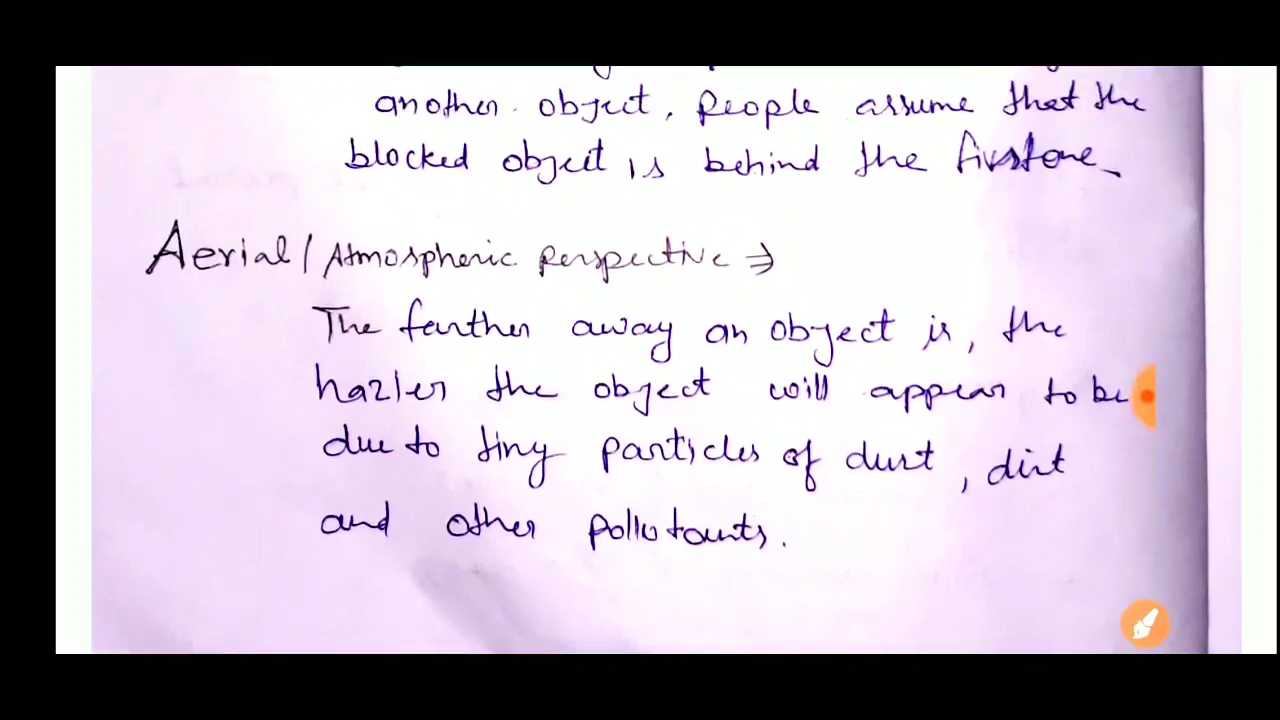 another object, people assume that the
blocked object is behind the first one
Aerial / Atmospheric perspective ⇒
The farther away an object is, the
hazier the object will appear to be
due to tiny particles of dust, dirt
and other pollutants.